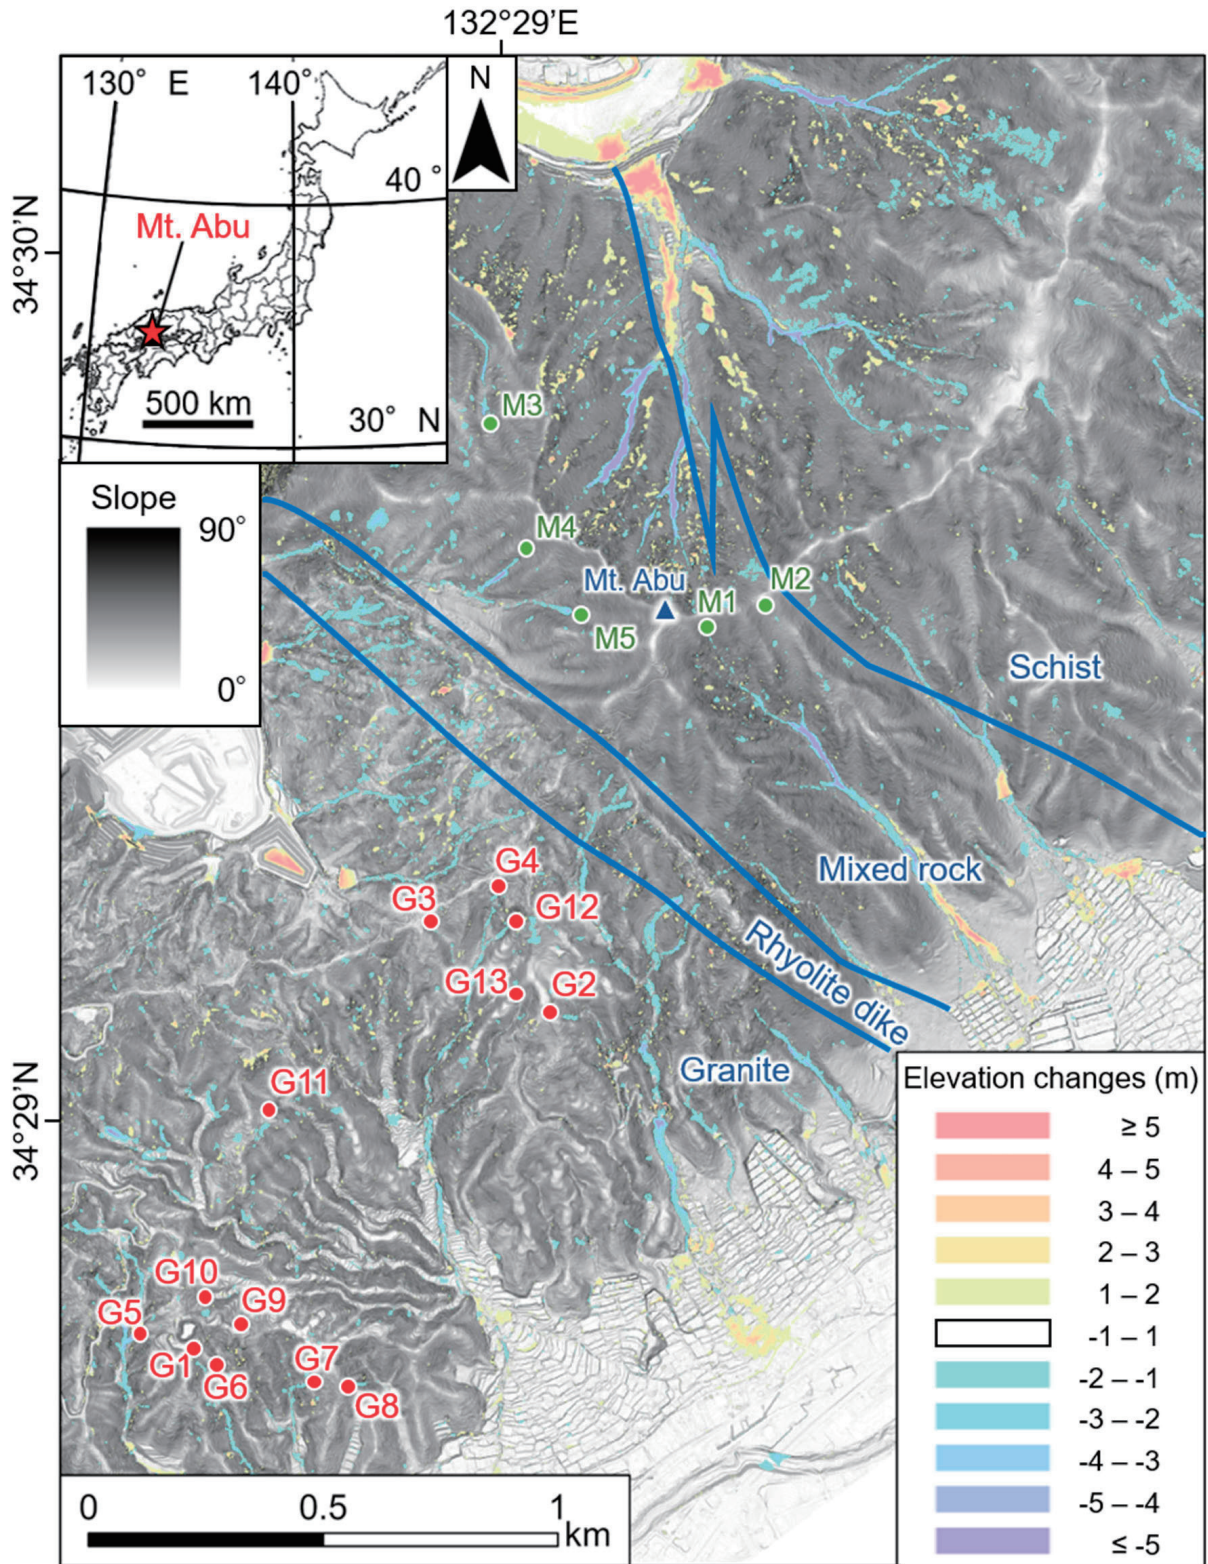 132°29’E
130° E 140°
N
40 °
Mt. Abu
34°30’N
500 km
30° N
M3
Slope
90°
0°
M4
Mt. Abu
M1
M2
M5
Schist
Mixed rock
G4
G3
G12
Rhyolite dike
G13
G2
Granite
34°29’N
G11
G10
G5
G9
G1
G6
G7
G8
Elevation changes (m)
≥ 5
4 – 5
3 – 4
2 – 3
1 – 2
-1 – 1
-2 – -1
-3 – -2
-4 – -3
-5 – -4
≤ -5
0 0.5 1
km